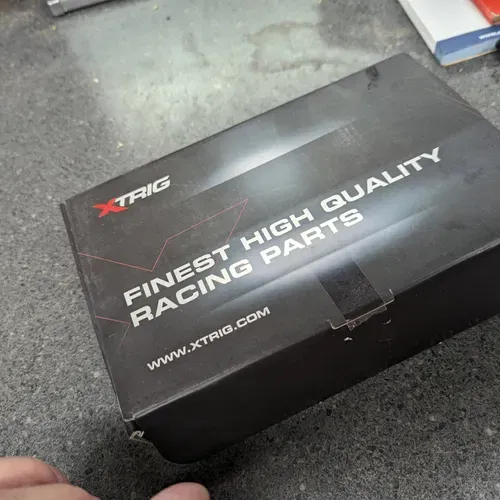 XTRIG
FINEST HIGH QUALITY
RACING PARTS
WWW.XTRIG.COM